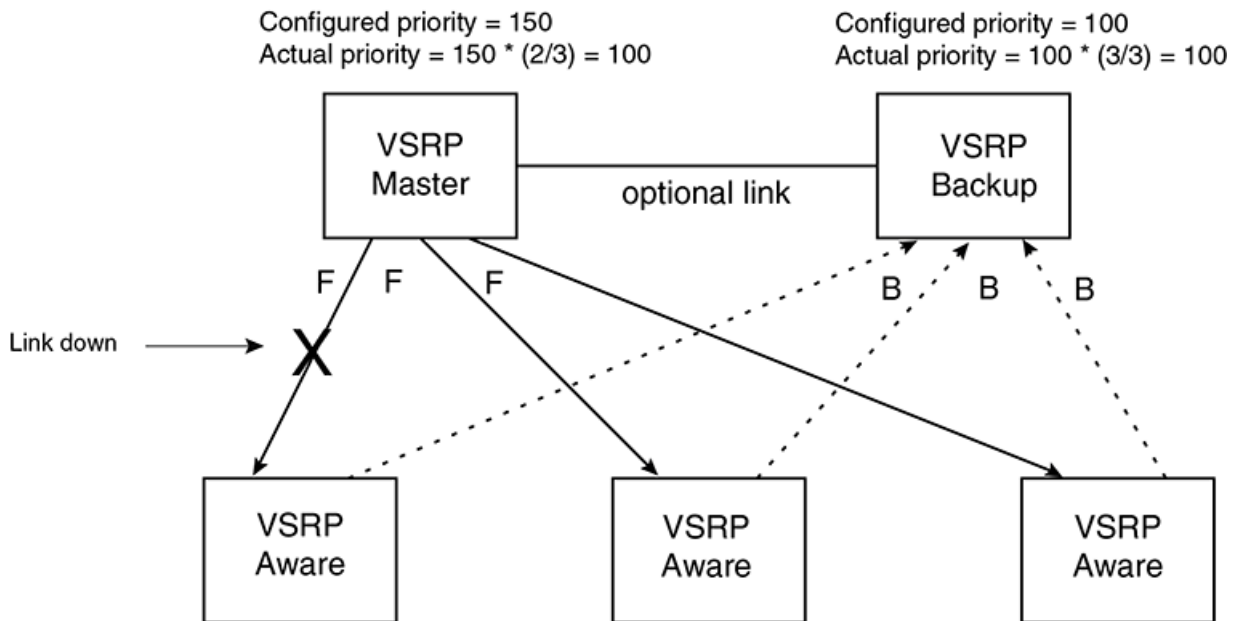 Configured priority = 150
Actual priority = 150 * (2/3) = 100
Configured priority = 100
Actual priority = 100 * (3/3) = 100
VSRP
Master
optional link
VSRP
Backup
F
F
F
B
B
B
Link down
X
VSRP
Aware
VSRP
Aware
VSRP
Aware